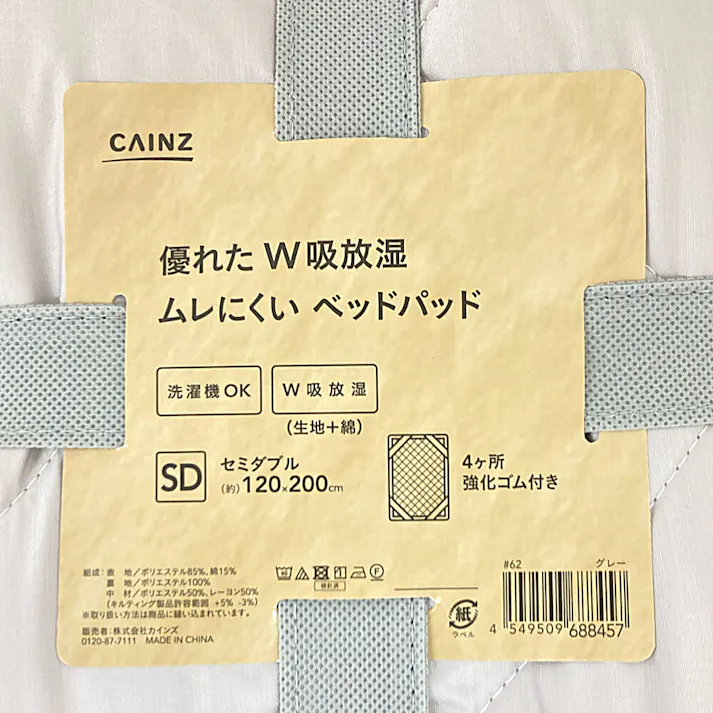 CAINZ
優れた W吸放湿
ムレにくい ベッドパッド
洗濯機OK
W吸放湿
(生地+綿)
SD
セミダブル
(約)120×200cm
4ヶ所
強化ゴム付き
組成:表 地/ポリエステル85%、綿15%
裏 地/ポリエステル100%
中 材/ポリエステル50%、レーヨン50%
(キルティング製品許容範囲 +5% -3%)
※取り扱い方法は商品に縫い込まれています。
販売者:株式会社カインズ
0120-87-7111 MADE IN CHINA
#62 グレー
紙
ラベル
4 549509 688457